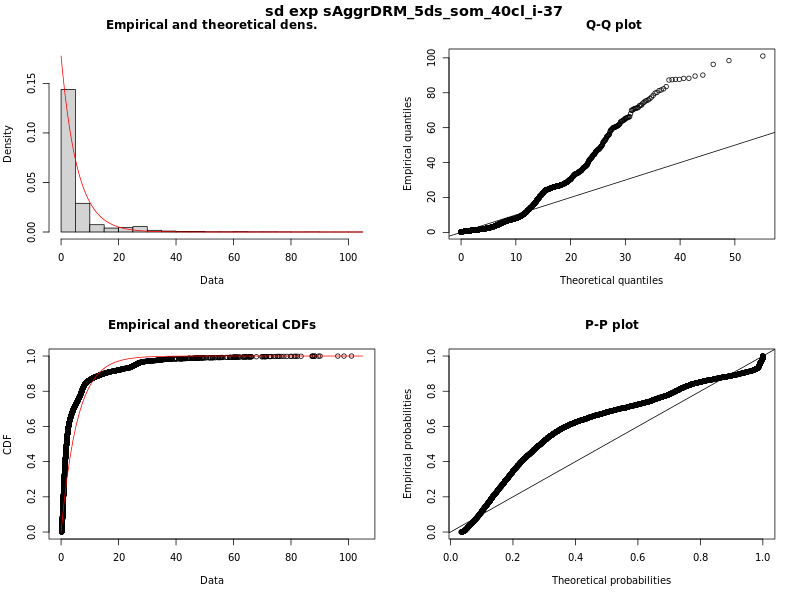 sd exp sAggrDRM_5ds_som_40cl_i-37
Empirical and theoretical dens.
Density
0.00 0.05 0.10 0.15
0 20 40 60 80 100
Data
Q-Q plot
Empirical quantiles
0 20 40 60 80 100
0 10 20 30 40 50
Theoretical quantiles
Empirical and theoretical CDFs
CDF
0.0 0.2 0.4 0.6 0.8 1.0
0 20 40 60 80 100
Data
P-P plot
Empirical probabilities
0.0 0.2 0.4 0.6 0.8 1.0
0.0 0.2 0.4 0.6 0.8 1.0
Theoretical probabilities